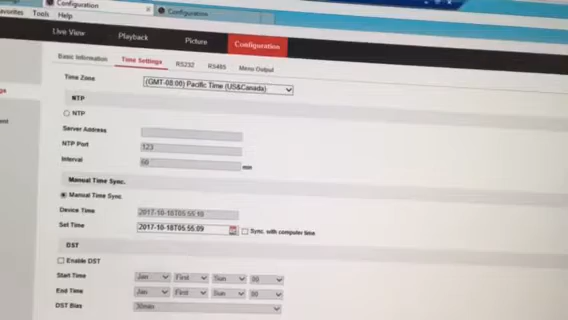 Configuration
Configuration
Tools Help
Live View Playback Picture Configuration
Basic Information Time Settings RS232 RS485 Menu Output
Time Zone (GMT-08:00) Pacific Time (US&Canada)
NTP
NTP
Server Address
NTP Port 123
Interval 60
Manual Time Sync.
Manual Time Sync.
Device Time 2017-10-18T05:55:10
Set Time 2017-10-18T05:55:09 Sync. with computer time
DST
Enable DST
Start Time Jan First Sun 00
End Time Jan First Sun 00
DST Bias 30min